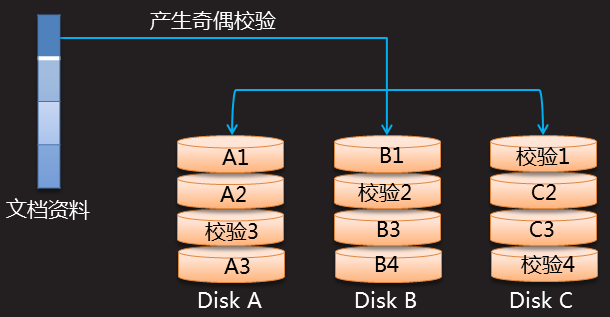 产生奇偶校验
文档资料
A1
B1
校验1
A2
校验2
C2
校验3
B3
C3
A3
B4
校验4
Disk A
Disk B
Disk C